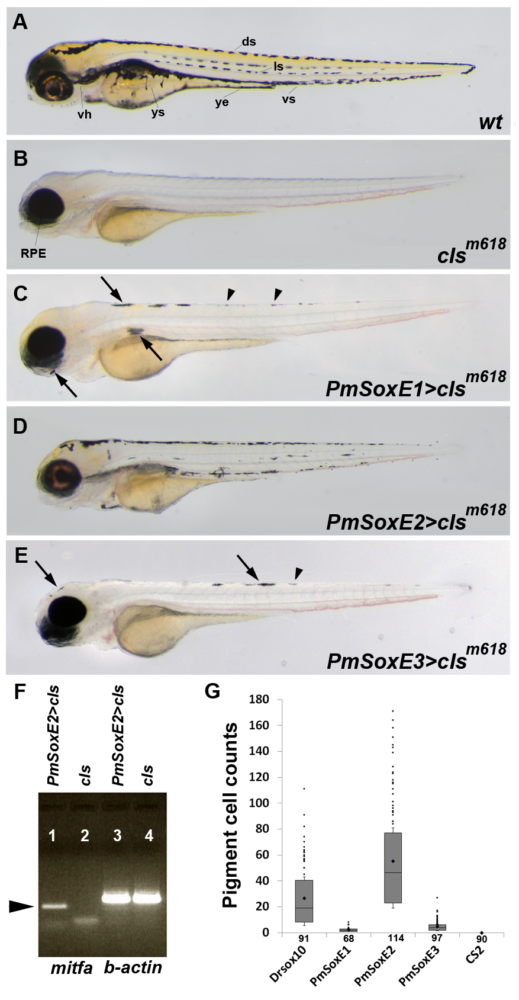 A
ds
ls
vh
ys
ye
vs
wt
B
RPE
cls m618
C
PmSoxE1>cls m618
D
PmSoxE2>cls m618
E
PmSoxE3>cls m618
F
PmSoxE2>cls
cls
PmSoxE2>cls
cls
1 2 3 4
mitfa b-actin
G
Pigment cell counts
180
160
140
120
100
80
60
40
20
0
91 68 114 97 90
Drsox10
PmSoxE1
PmSoxE2
PmSoxE3
CS2